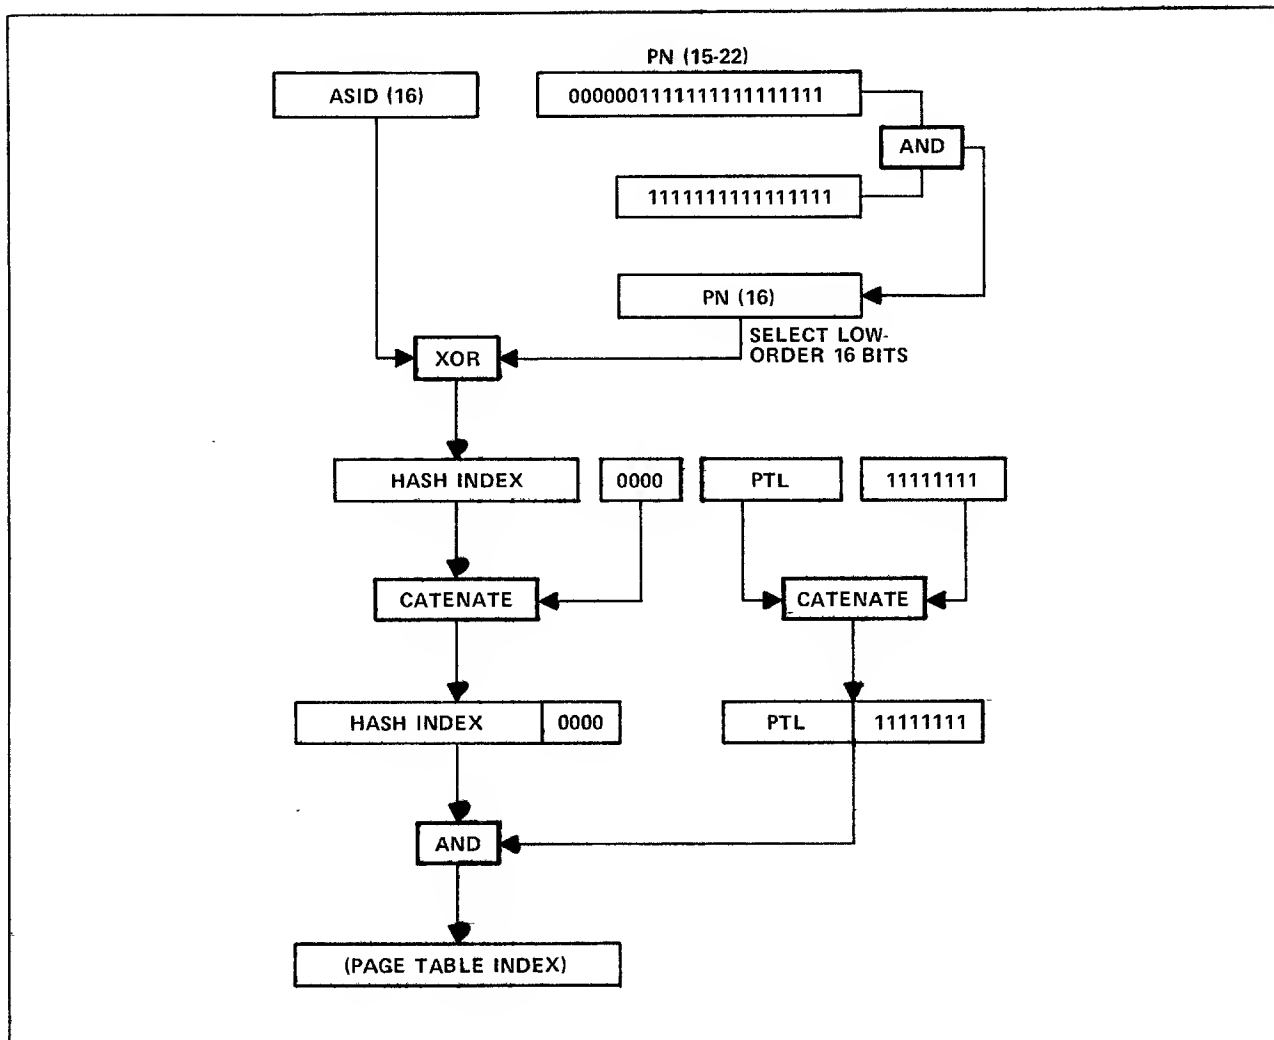 PN (15-22)
ASID (16)
0000001111111111111111
AND
1111111111111111
PN (16)
SELECT LOW-
ORDER 16 BITS
XOR
HASH INDEX
0000
PTL
11111111
CATENATE
CATENATE
HASH INDEX
0000
PTL
11111111
AND
(PAGE TABLE INDEX)